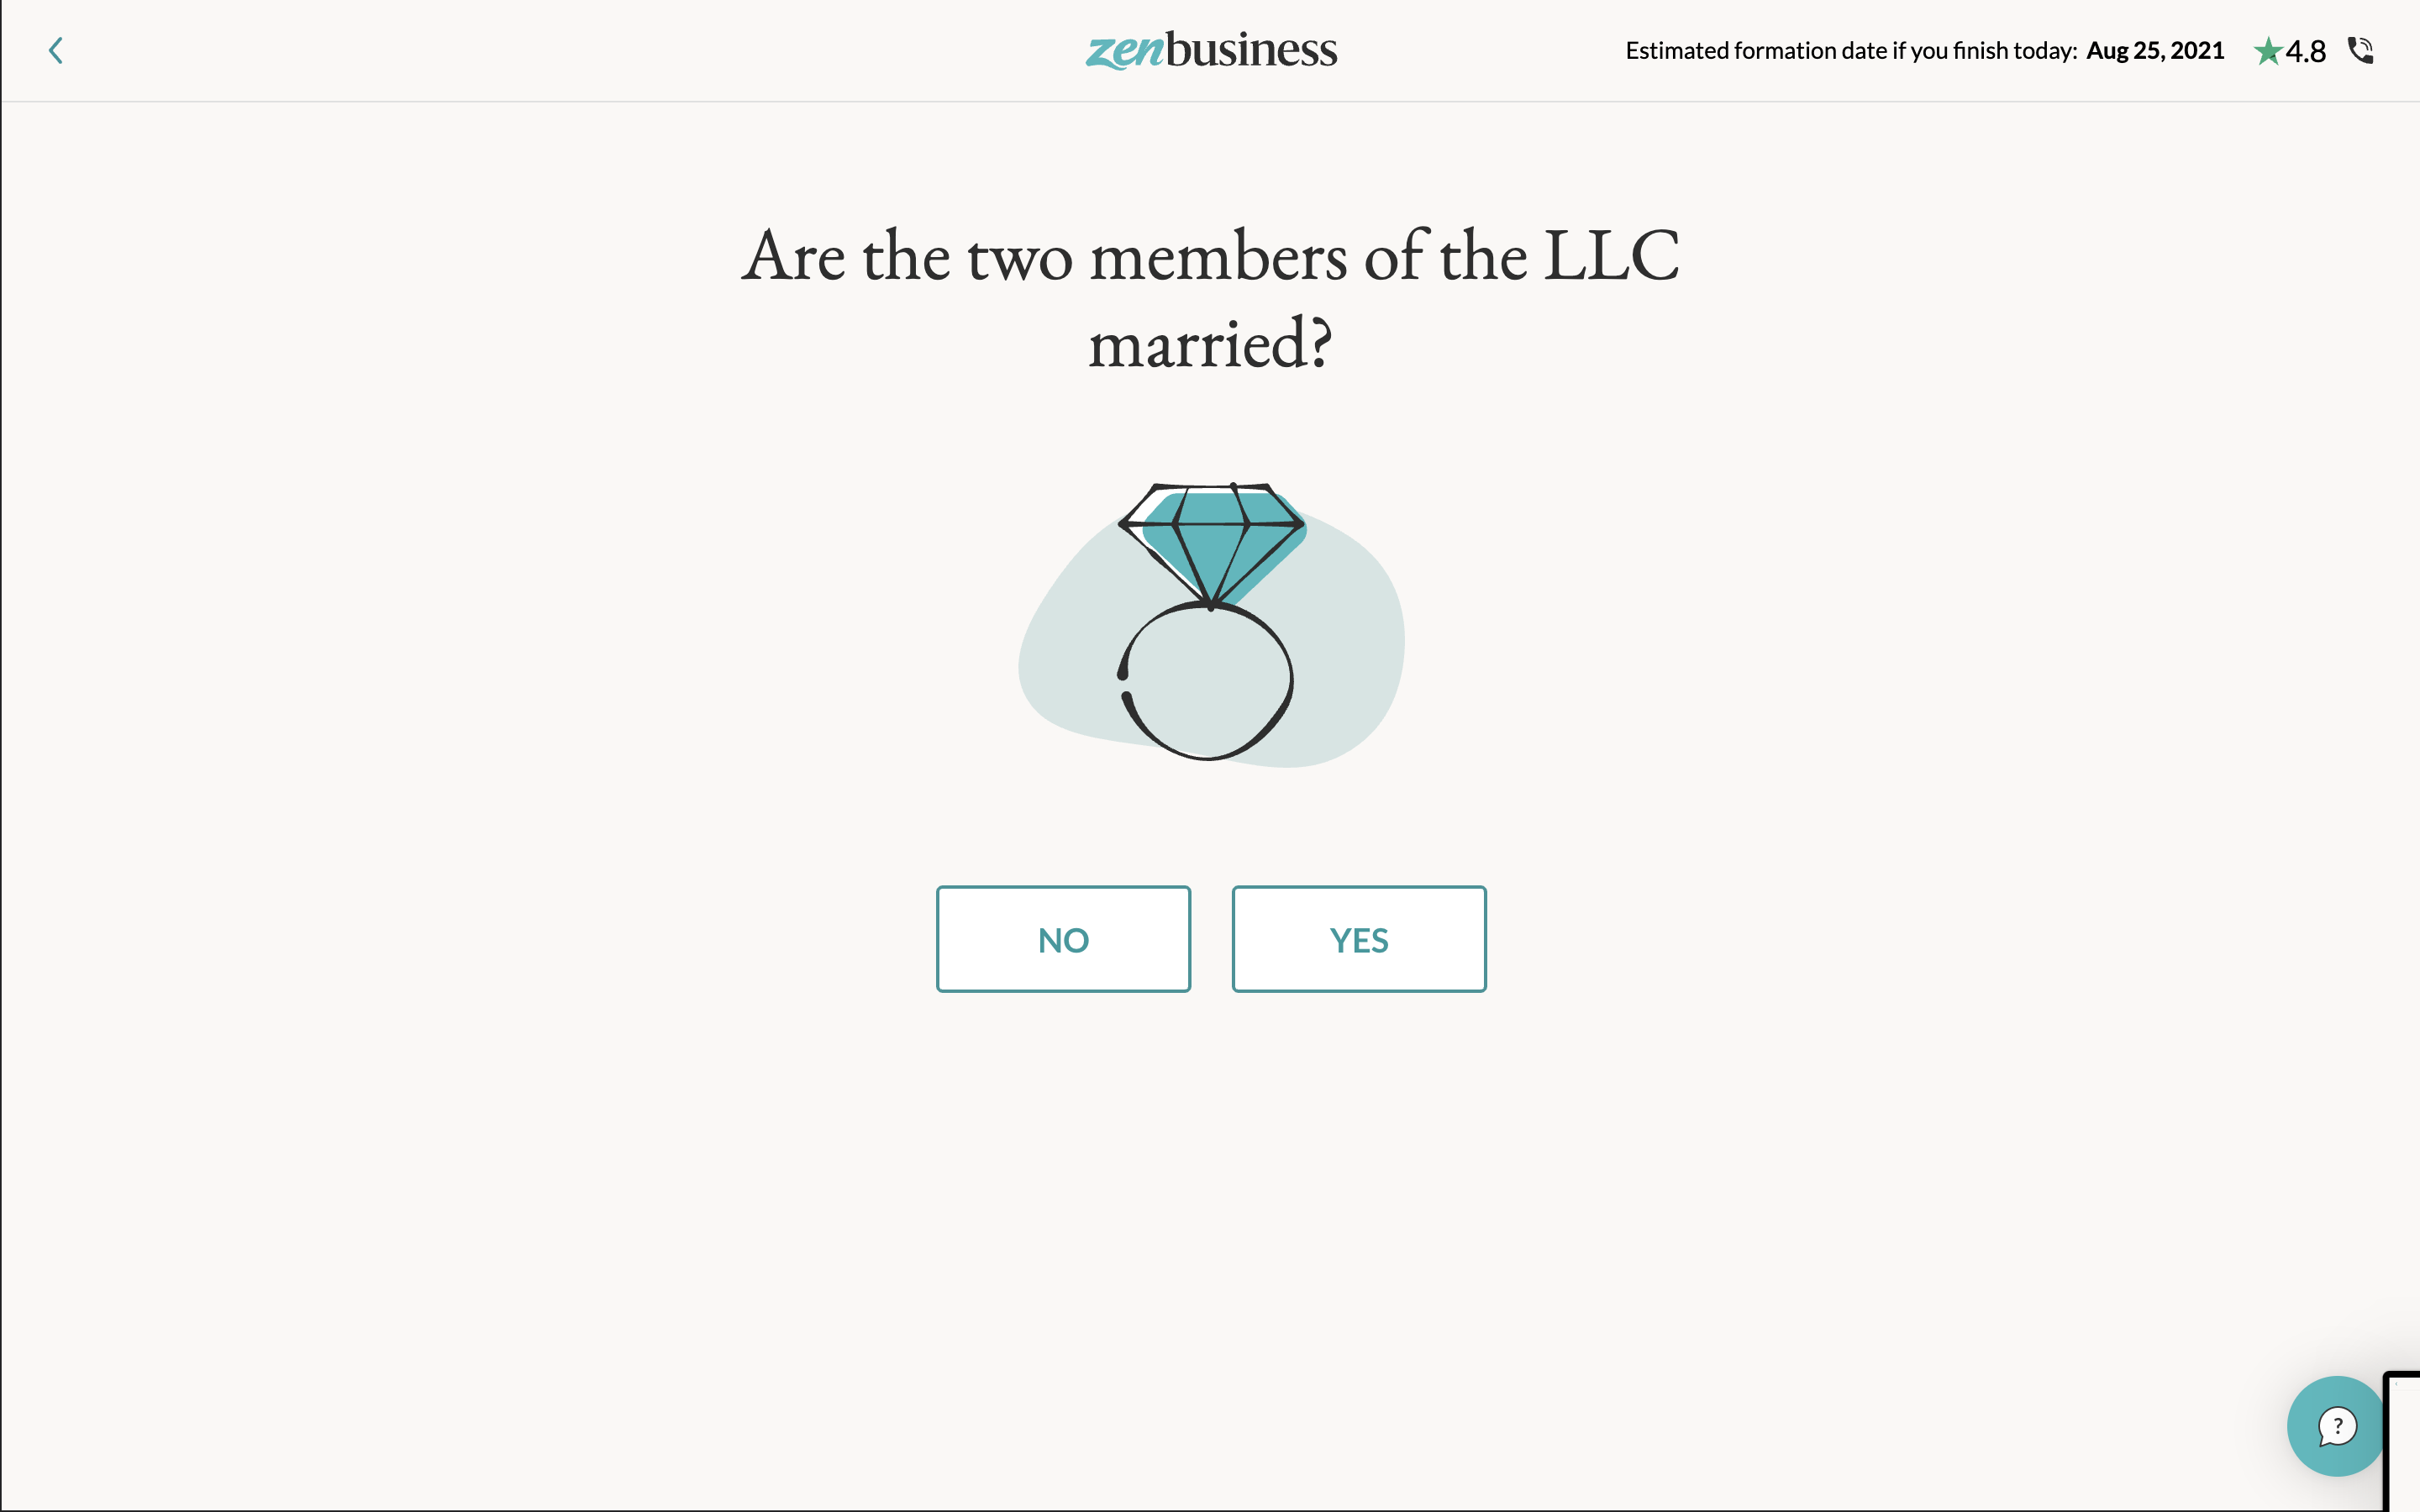 zenbusiness
Estimated formation date if you finish today: Aug 25, 2021
4.8
Are the two members of the LLC
married?
NO
YES
?